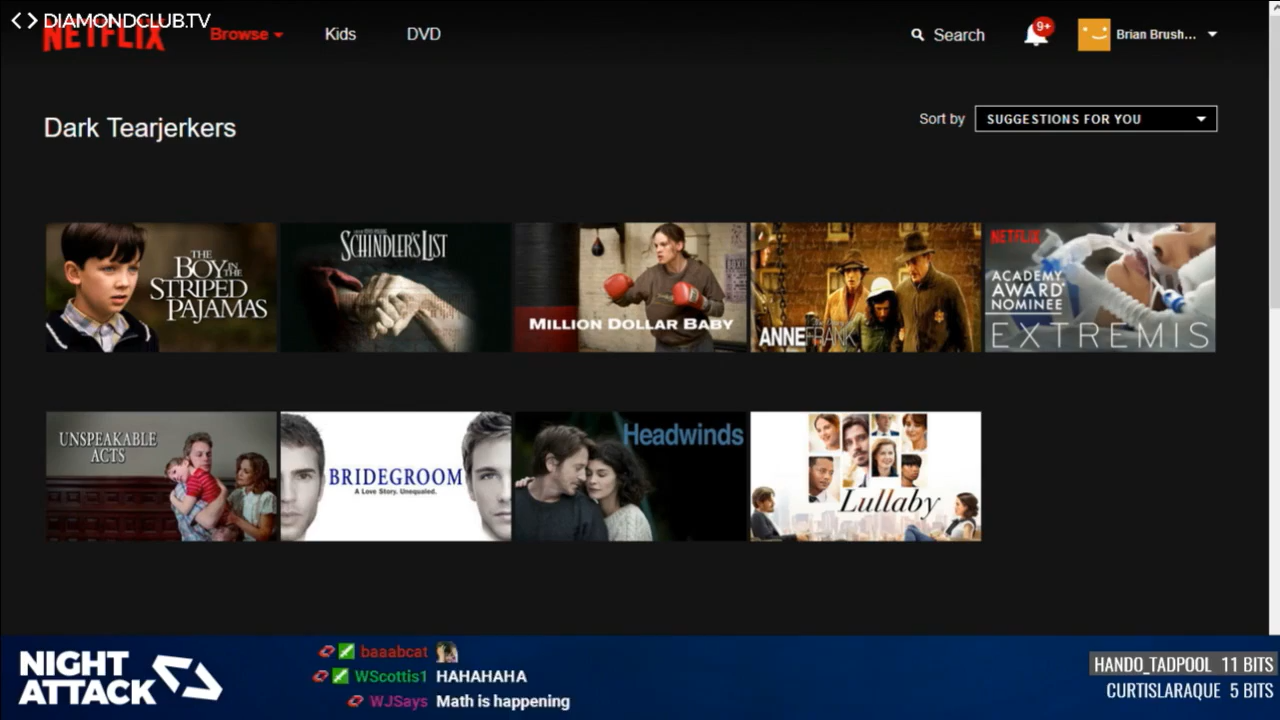 DIAMONDCLUB.TV
NETFLIX
Browse
Kids
DVD
Search
9+
Brian Brush...
Dark Tearjerkers
Sort by
SUGGESTIONS FOR YOU
THE
BOY IN THE
STRIPED
PAJAMAS
SCHINDLER'S LIST
MILLION DOLLAR BABY
ANNE FRANK
NETFLIX
ACADEMY
AWARD®
NOMINEE
EXTREMIS
UNSPEAKABLE
ACTS
BRIDEGROOM
A Love Story. Unequaled.
Headwinds
Lullaby
NIGHT
ATTACK
baaabcat
WScottis1 HAHAHAHA
WJSays Math is happening
HANDO_TADPOOL 11 BITS
CURTISLARAQUE 5 BITS